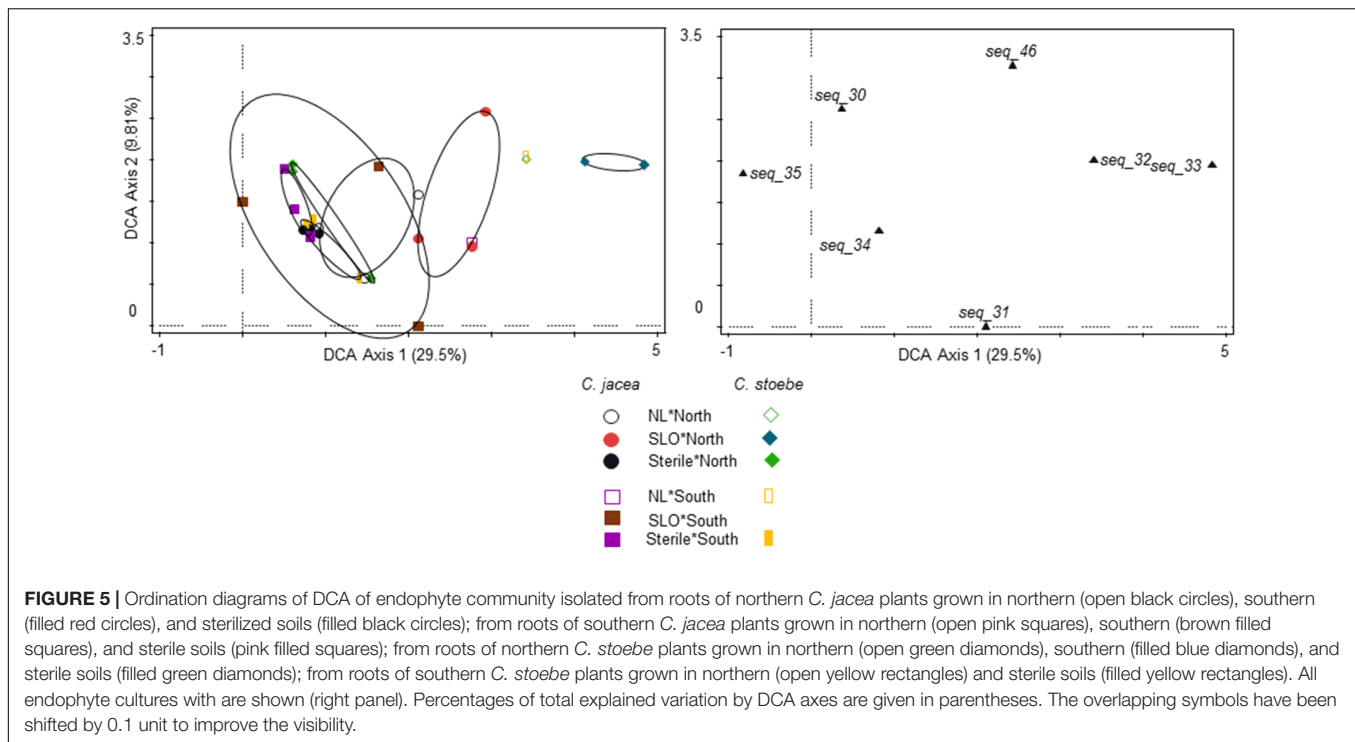 3.5
DCA Axis 2 (9.81%)
0
-1
DCA Axis 1 (29.5%)
5
3.5
seq_46
seq_30
seq_32
seq_33
seq_35
seq_34
seq_31
-1
DCA Axis 1 (29.5%)
5
C. jacea C. stoebe
NL*North
SLO*North
Sterile*North
NL*South
SLO*South
Sterile*South
FIGURE 5 | Ordination diagrams of DCA of endophyte community isolated from roots of northern C. jacea plants grown in northern (open black circles), southern
(filled red circles), and sterilized soils (filled black circles); from roots of southern C. jacea plants grown in northern (open pink squares), southern (brown filled
squares), and sterile soils (pink filled squares); from roots of northern C. stoebe plants grown in northern (open green diamonds), southern (filled blue diamonds), and
sterile soils (filled green diamonds); from roots of southern C. stoebe plants grown in northern (open yellow rectangles) and sterile soils (filled yellow rectangles). All
endophyte cultures with are shown (right panel). Percentages of total explained variation by DCA axes are given in parentheses. The overlapping symbols have been
shifted by 0.1 unit to improve the visibility.